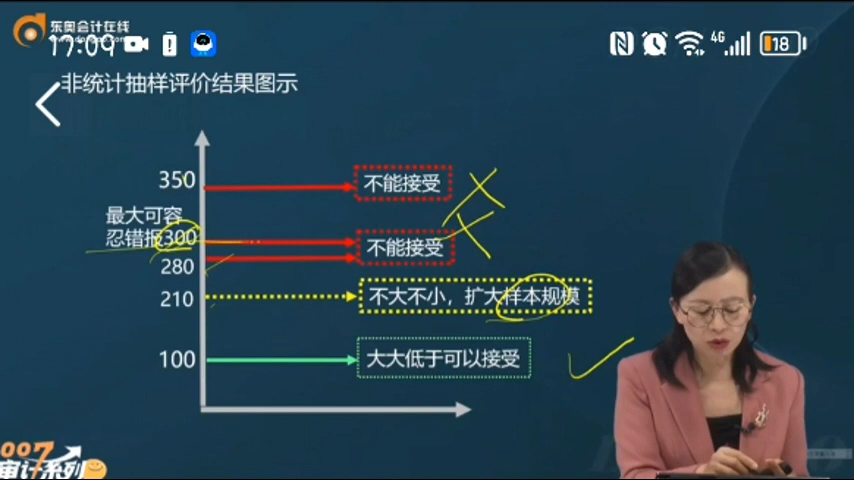 东奥会计在线
17:09
4G
18
非统计抽样评价结果图示
350
不能接受
最大可容
忍错报300
不能接受
280
210
不大不小，扩大样本规模
100
大大低于可以接受
007
审计系列